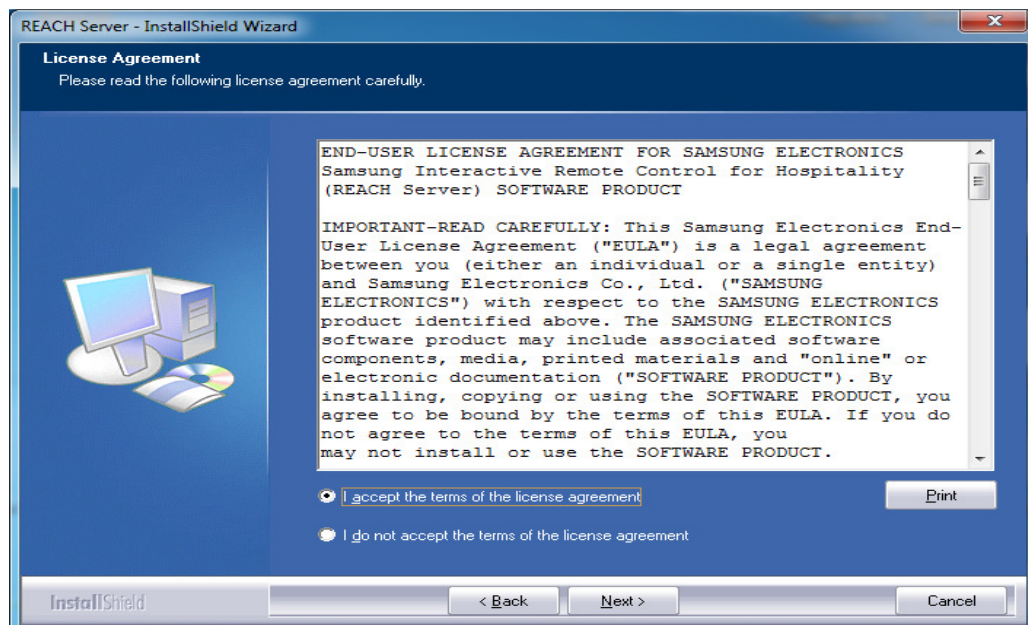 REACH Server - InstallShield Wizard
License Agreement
Please read the following license agreement carefully.
END-USER LICENSE AGREEMENT FOR SAMSUNG ELECTRONICS
Samsung Interactive Remote Control for Hospitality
(REACH Server) SOFTWARE PRODUCT
IMPORTANT-READ CAREFULLY: This Samsung Electronics End-
User License Agreement ("EULA") is a legal agreement
between you (either an individual or a single entity)
and Samsung Electronics Co., Ltd. ("SAMSUNG
ELECTRONICS") with respect to the SAMSUNG ELECTRONICS
product identified above. The SAMSUNG ELECTRONICS
software product may include associated software
components, media, printed materials and "online" or
electronic documentation ("SOFTWARE PRODUCT"). By
installing, copying or using the SOFTWARE PRODUCT, you
agree to be bound by the terms of this EULA. If you do
not agree to the terms of this EULA, you
may not install or use the SOFTWARE PRODUCT.
I accept the terms of the license agreement
Print
I do not accept the terms of the license agreement
InstallShield
< Back
Next >
Cancel